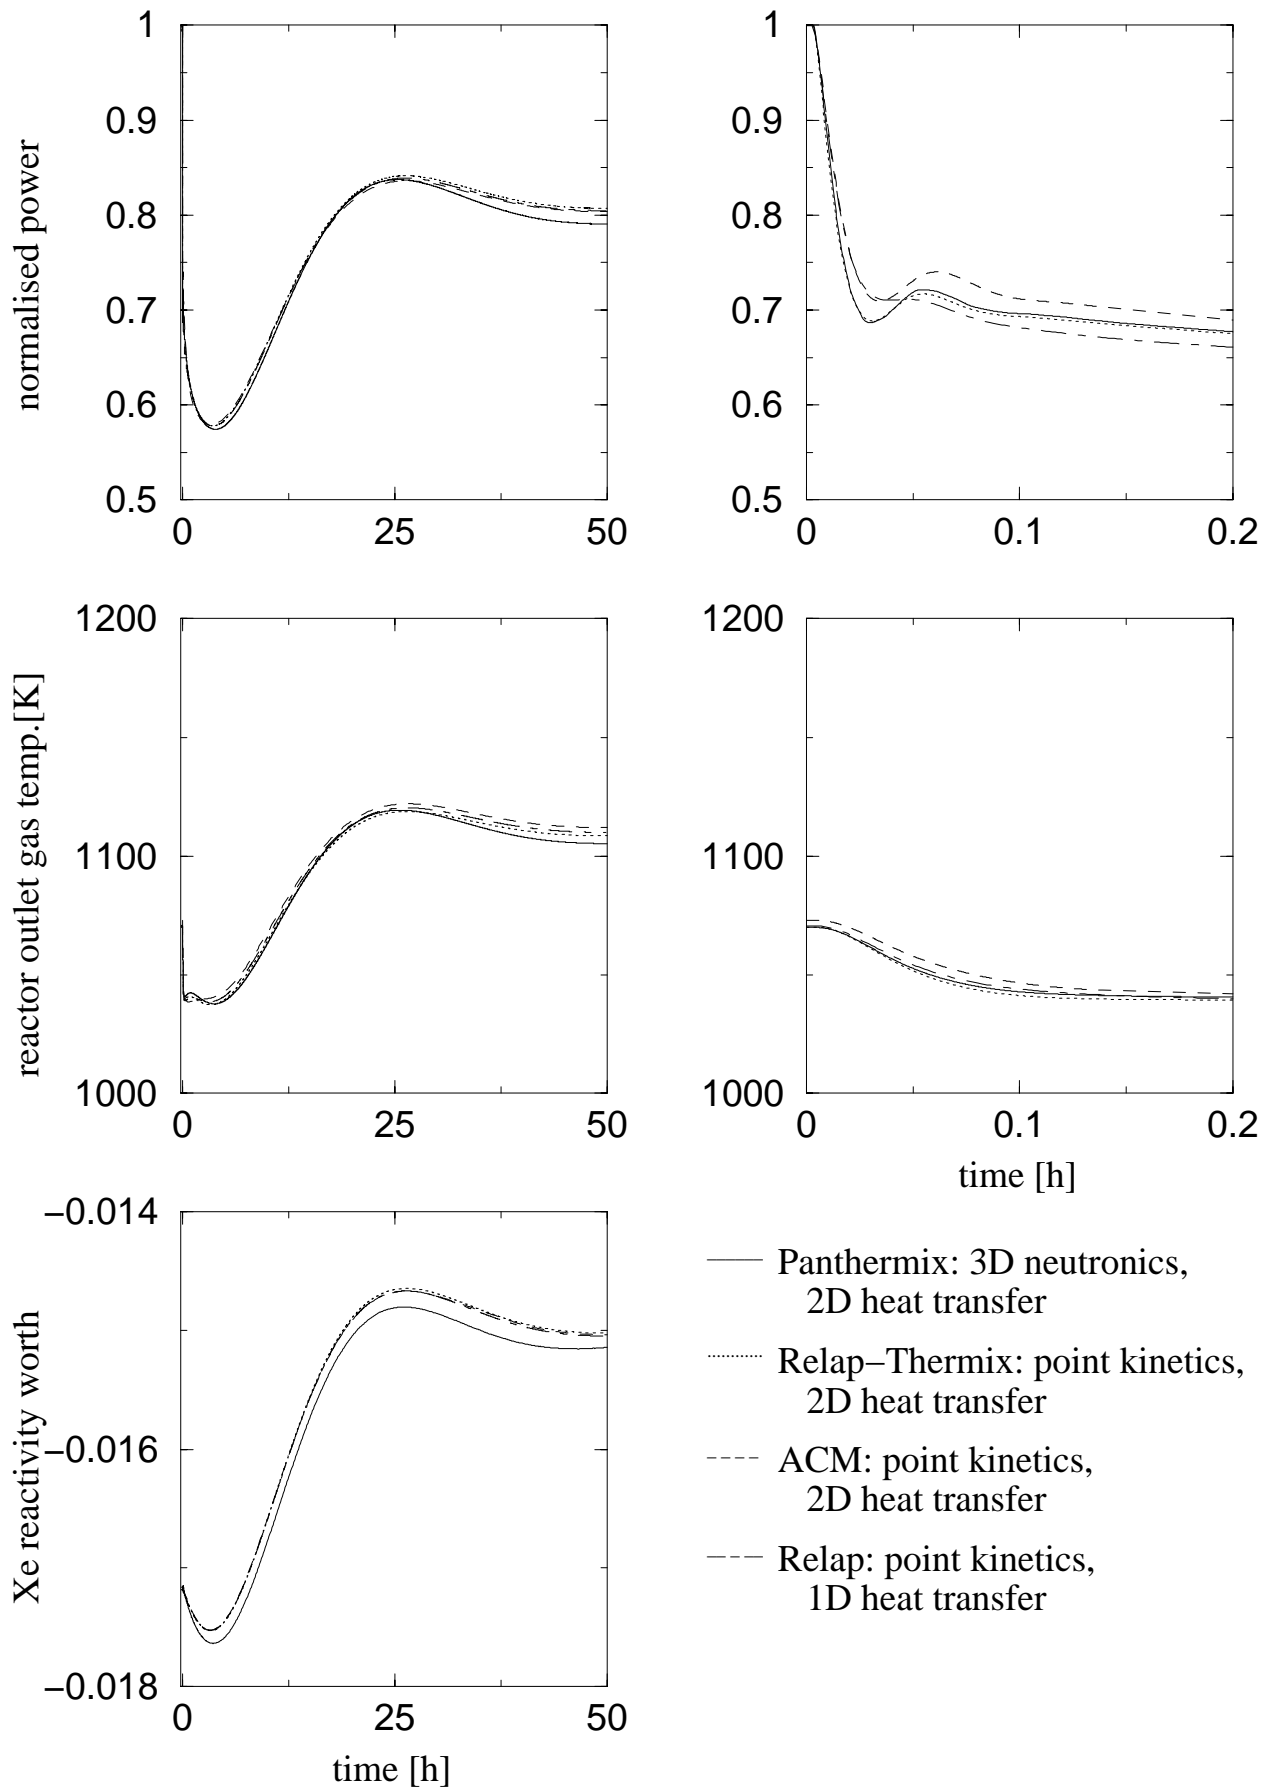 normalised power
1
0.9
0.8
0.7
0.6
0.5
0
25
50
1
0.9
0.8
0.7
0.6
0.5
0
0.1
0.2
reactor outlet gas temp.[K]
1200
1100
1000
0
25
50
1200
1100
1000
0
0.1
0.2
time [h]
Xe reactivity worth
−0.014
−0.016
−0.018
0
25
50
time [h]
Panthermix: 3D neutronics,
2D heat transfer
Relap−Thermix: point kinetics,
2D heat transfer
ACM: point kinetics,
2D heat transfer
Relap: point kinetics,
1D heat transfer